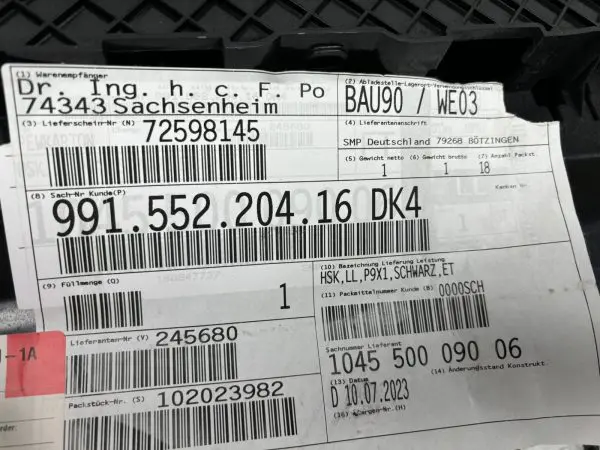 (1) Warenempfänger
Dr. Ing. h. c. F. Po
74343 Sachsenheim
(2) Abladestelle-Lagerort/Verwendungsschlüssel
BAU90 / WE03
(3) Lieferschein-Nr (N) 72598145
(4) Lieferantenanschrift
SMP Deutschland 79268 BÖTZINGEN
(5) Gewicht netto (6) Gewicht brutto (7) Anzahl Packst.
1 1 18
(8) Sach-Nr Kunde(P)
991.552.204.16 DK4
(9) Füllmenge (Q)
1
(10) Bezeichnung Lieferung Leistung
HSK,LL,P9X1,SCHWARZ,ET
(11) Packmittelnummer Kunde (B) 0000SCH
Lieferanten-Nr (V) 245680
Sachnummer Lieferant
1045 500 090 06
(13) Datum
D 10.07.2023
(14) Änderungsstand Konstrukt.
Packstück-Nr. (S) 102023982
-1A